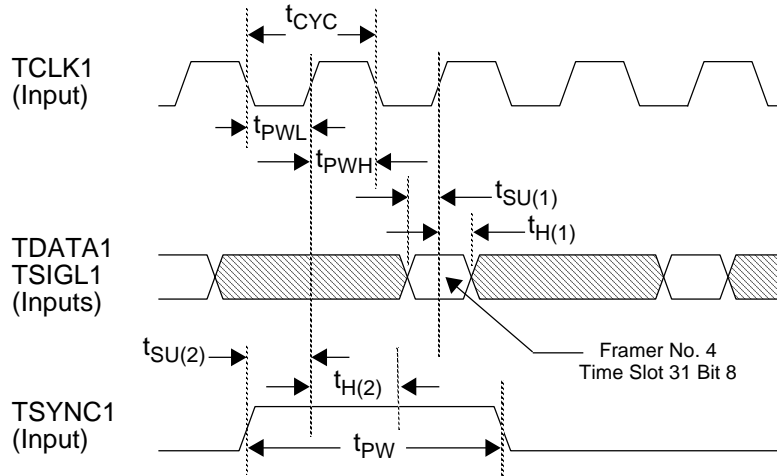 tCYC
TCLK1
(Input)
tPWL
tPWH
tSU(1)
tH(1)
TDATA1
TSIGL1
(Inputs)
tSU(2)
Framer No. 4
Time Slot 31 Bit 8
tH(2)
TSYNC1
(Input)
tPW